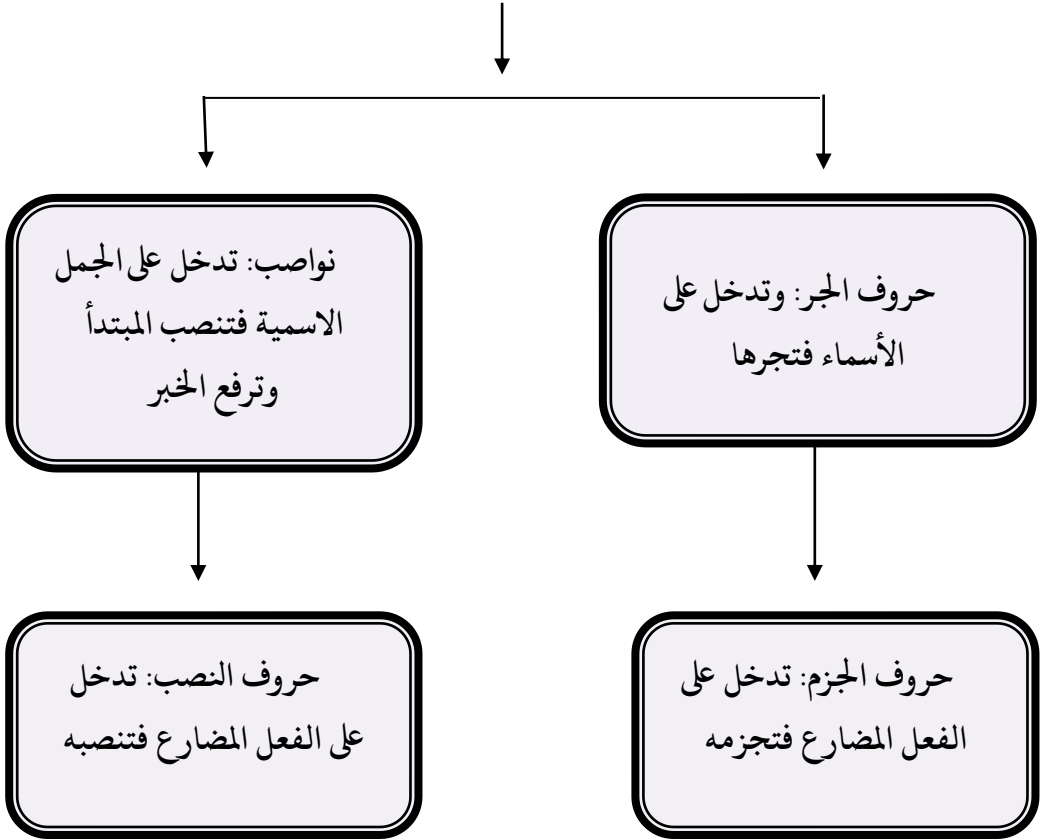 حروف الجر: وتدخل على
الأسماء فتجرها
نواصب: تدخل على الجمل
الاسمية فتنصب المبتدأ
وترفع الخبر
حروف الجزم: تدخل على
الفعل المضارع فتجزمه
حروف النصب: تدخل
على الفعل المضارع فتنصبه